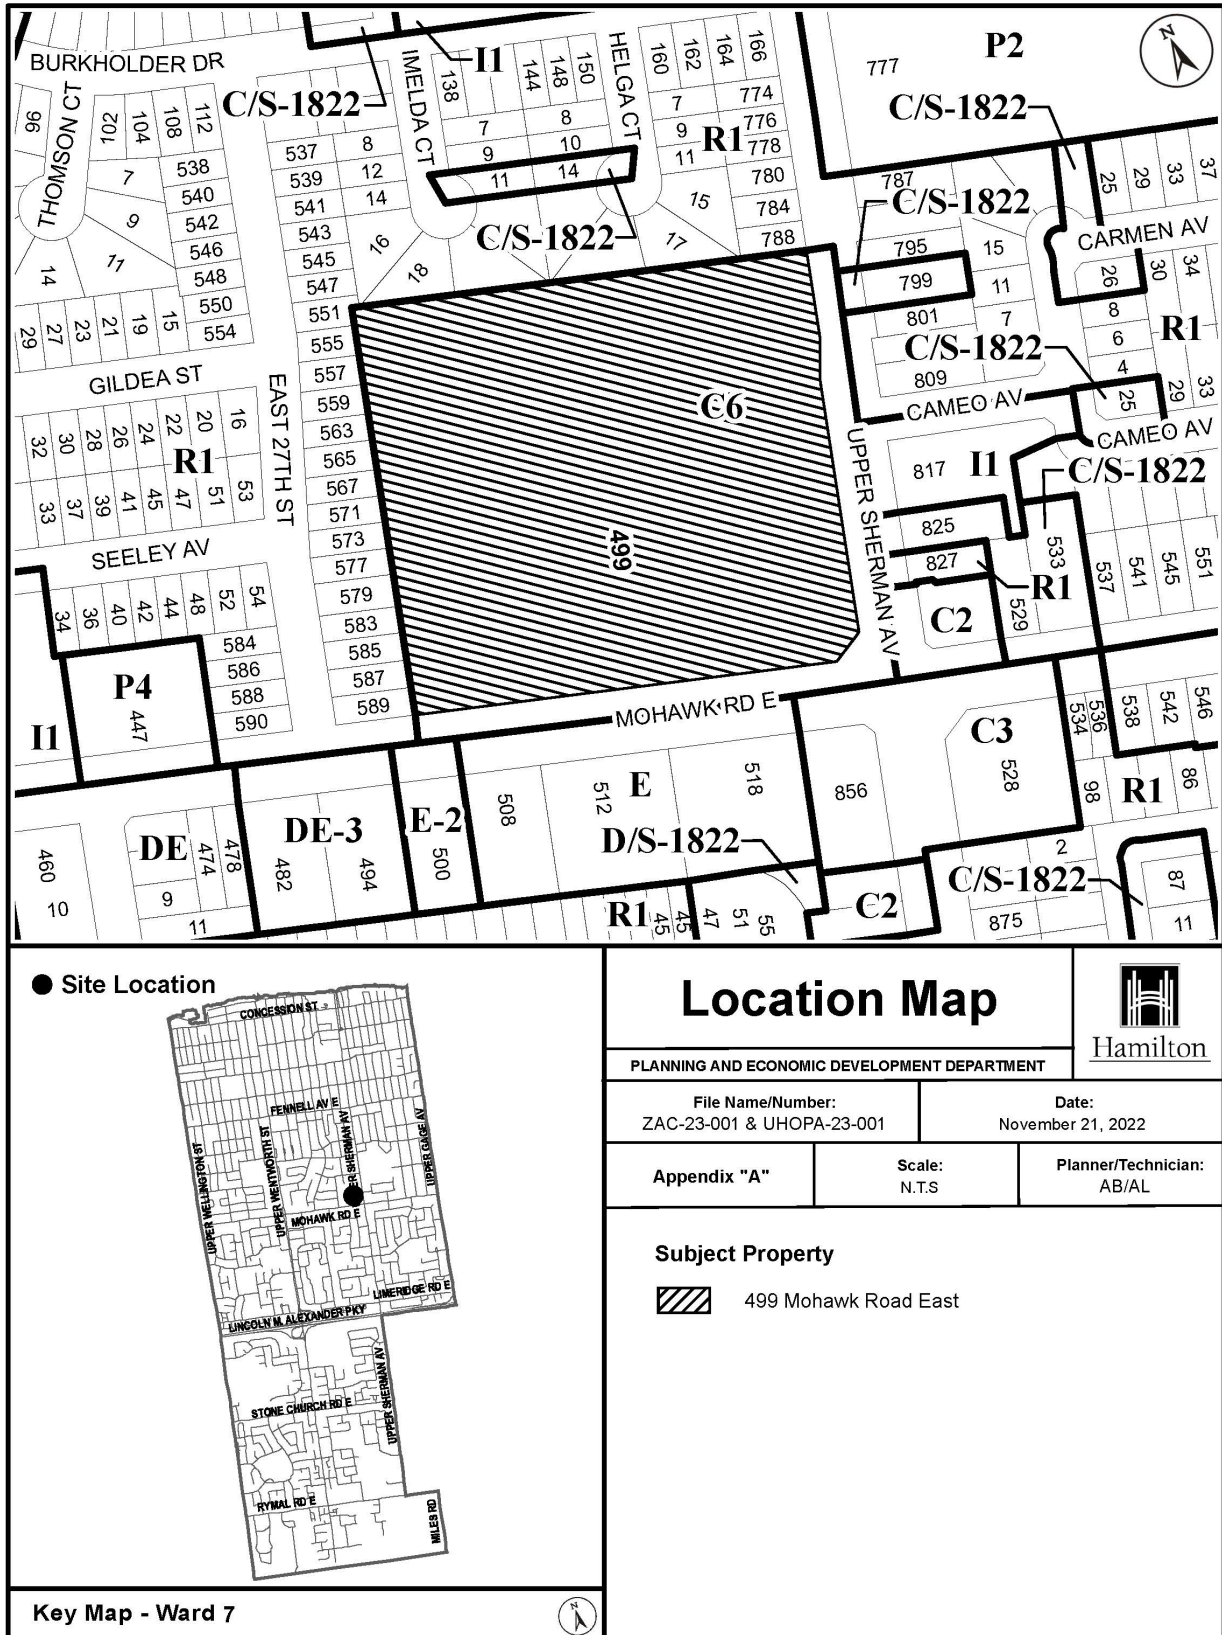 BURKHOLDER DR
THOMSON CT
IMELDA CT
HELGA CT
I1
C/S-1822
P2
777
C/S-1822
96
102
104
108
112
138
144
148
150
160
162
164
166
7
538
9
540
11
542
546
14
548
550
554
29
27
23
21
19
15
537
539
541
543
545
547
551
555
557
559
563
565
567
571
573
577
579
583
585
587
589
8
12
14
16
18
7
9
11
8
10
14
C/S-1822
7
9
11
15
17
R1
774
776
778
780
784
788
787
C/S-1822
795
799
801
809
15
11
7
25
29
33
37
CARMEN AV
26
30
34
8
6
4
R1
C/S-1822
25
29
33
CAMEO AV
CAMEO AV
GILDEA ST
EAST 27TH ST
32
30
28
26
24
22
20
16
R1
33
37
39
41
45
47
51
53
SEELEY AV
34
36
40
42
44
48
52
54
584
586
588
590
P4
447
I1
C6
499
UPPER SHERMAN AV
817
I1
C/S-1822
825
827
R1
C2
529
533
537
541
545
551
MOHAWK RD E
C3
528
534
536
538
542
546
98
R1
86
856
E
508
512
518
D/S-1822
E-2
500
DE-3
482
494
DE
474
478
9
11
460
10
R1
45
45
47
51
55
C2
2
C/S-1822
875
87
11
Site Location
CONCESSION ST
FENNELL AV E
UPPER WELLINGTON ST
UPPER WENTWORTH ST
UPPER SHERMAN AV
UPPER GAGE AV
MOHAWK RD E
LIMERIDGE RD E
LINCOLN M. ALEXANDER PKY
STONE CHURCH RD E
UPPER SHERMAN AV
RYMAL RD E
MILES RD
Key Map - Ward 7
N
Location Map
Hamilton
PLANNING AND ECONOMIC DEVELOPMENT DEPARTMENT
File Name/Number:
ZAC-23-001 & UHOPA-23-001
Date:
November 21, 2022
Appendix "A"
Scale:
N.T.S
Planner/Technician:
AB/AL
Subject Property
499 Mohawk Road East
N